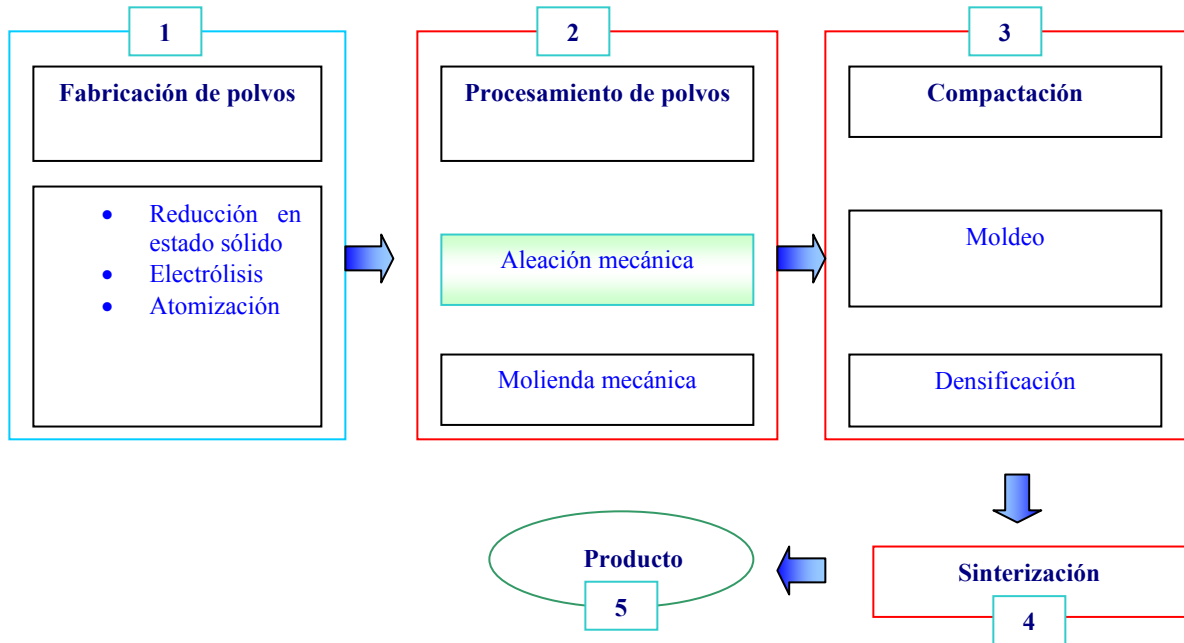 1
Fabricación de polvos
• Reducción en
estado sólido
• Electrólisis
• Atomización
2
Procesamiento de polvos
Aleación mecánica
Molienda mecánica
3
Compactación
Moldeo
Densificación
Sinterización
4
Producto
5